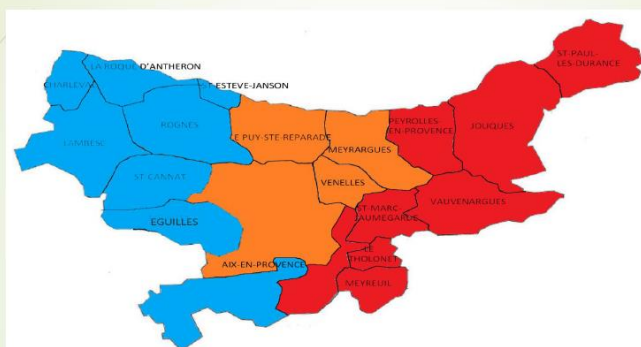 ST-PAUL-
LES-DURANCE
LA ROQUE D'ANTHERON
CHARLEVAL
ST-ESTEVE-JANSON
ROGNES
LE PUY-STE-REPARADE
PEYROLLES
EN-PROVENCE
JOUQUES
LAMBESC
MEYRARGUES
VENELLES
ST-CANNAT
ST-MARC-
JAUMEGARDE
VAUVENARGUES
EGUILLES
LE
THOLONET
AIX-EN-PROVENCE
MEYREUIL